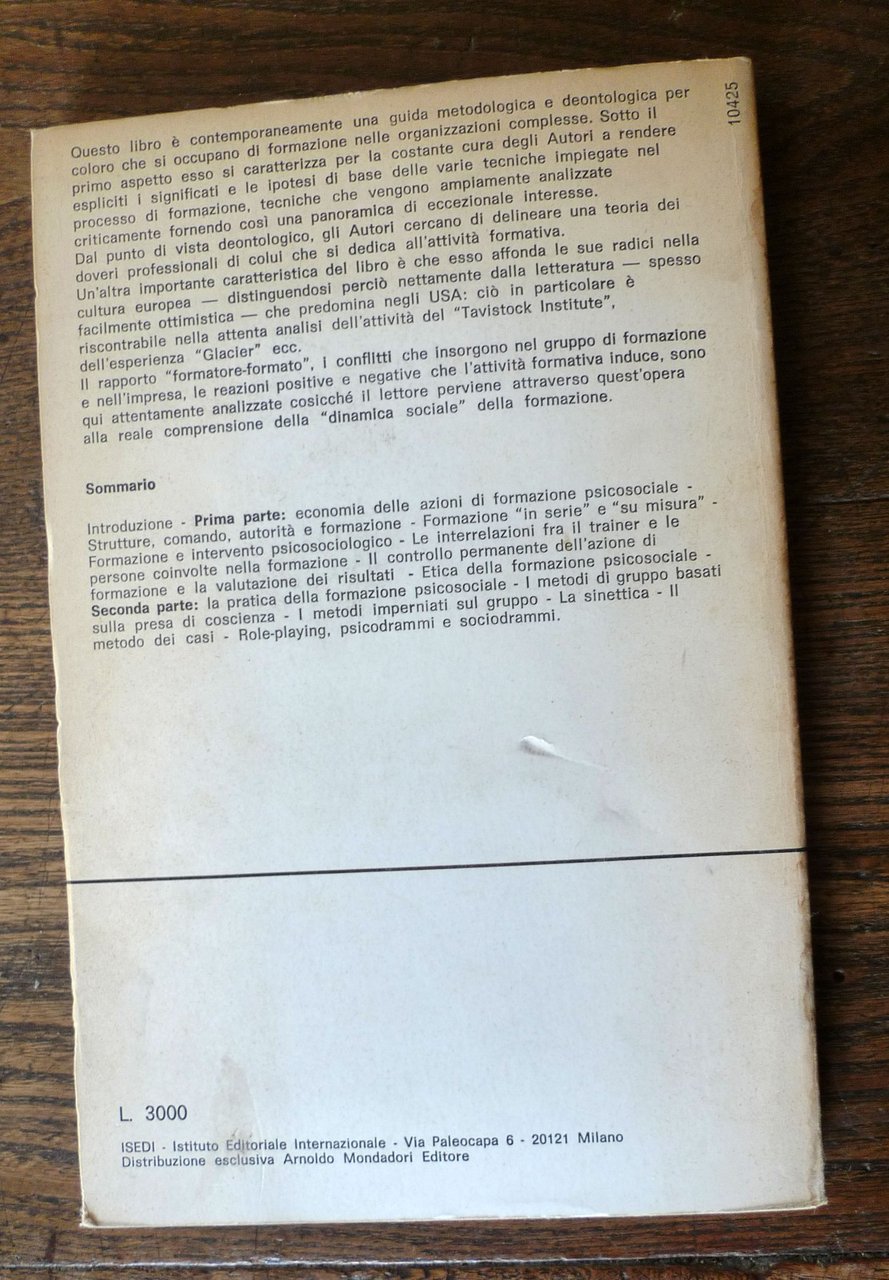 10425
Questo libro è contemporaneamente una guida metodologica e deontologica per
coloro che si occupano di formazione nelle organizzazioni complesse. Sotto il
primo aspetto esso si caratterizza per la costante cura degli Autori a rendere
espliciti i significati e le ipotesi di base delle varie tecniche impiegate nel
processo di formazione, tecniche che vengono ampiamente analizzate
criticamente fornendo così una panoramica di eccezionale interesse.
Dal punto di vista deontologico, gli Autori cercano di delineare una teoria dei
doveri professionali di colui che si dedica all'attività formativa.
Un'altra importante caratteristica del libro è che esso affonda le sue radici nella
cultura europea — distinguendosi perciò nettamente dalla letteratura — spesso
facilmente ottimistica — che predomina negli USA: ciò in particolare è
riscontrabile nella attenta analisi dell'attività del "Tavistock Institute",
dell'esperienza "Glacier" ecc.
Il rapporto "formatore-formato", i conflitti che insorgono nel gruppo di formazione
e nell'impresa, le reazioni positive e negative che l'attività formativa induce, sono
qui attentamente analizzate cosicché il lettore perviene attraverso quest'opera
alla reale comprensione della "dinamica sociale" della formazione.
Sommario
Introduzione - Prima parte: economia delle azioni di formazione psicosociale -
Strutture, comando, autorità e formazione - Formazione "in serie" e "su misura" -
Formazione e intervento psicosociologico - Le interrelazioni fra il trainer e le
persone coinvolte nella formazione - Il controllo permanente dell'azione di
formazione e la valutazione dei risultati - Etica della formazione psicosociale -
Seconda parte: la pratica della formazione psicosociale - I metodi di gruppo basati
sulla presa di coscienza - I metodi imperniati sul gruppo - La sinettica - Il
metodo dei casi - Role-playing, psicodrammi e sociodrammi.
L. 3000
ISEDI - Istituto Editoriale Internazionale - Via Paleocapa 6 - 20121 Milano
Distribuzione esclusiva Arnoldo Mondadori Editore